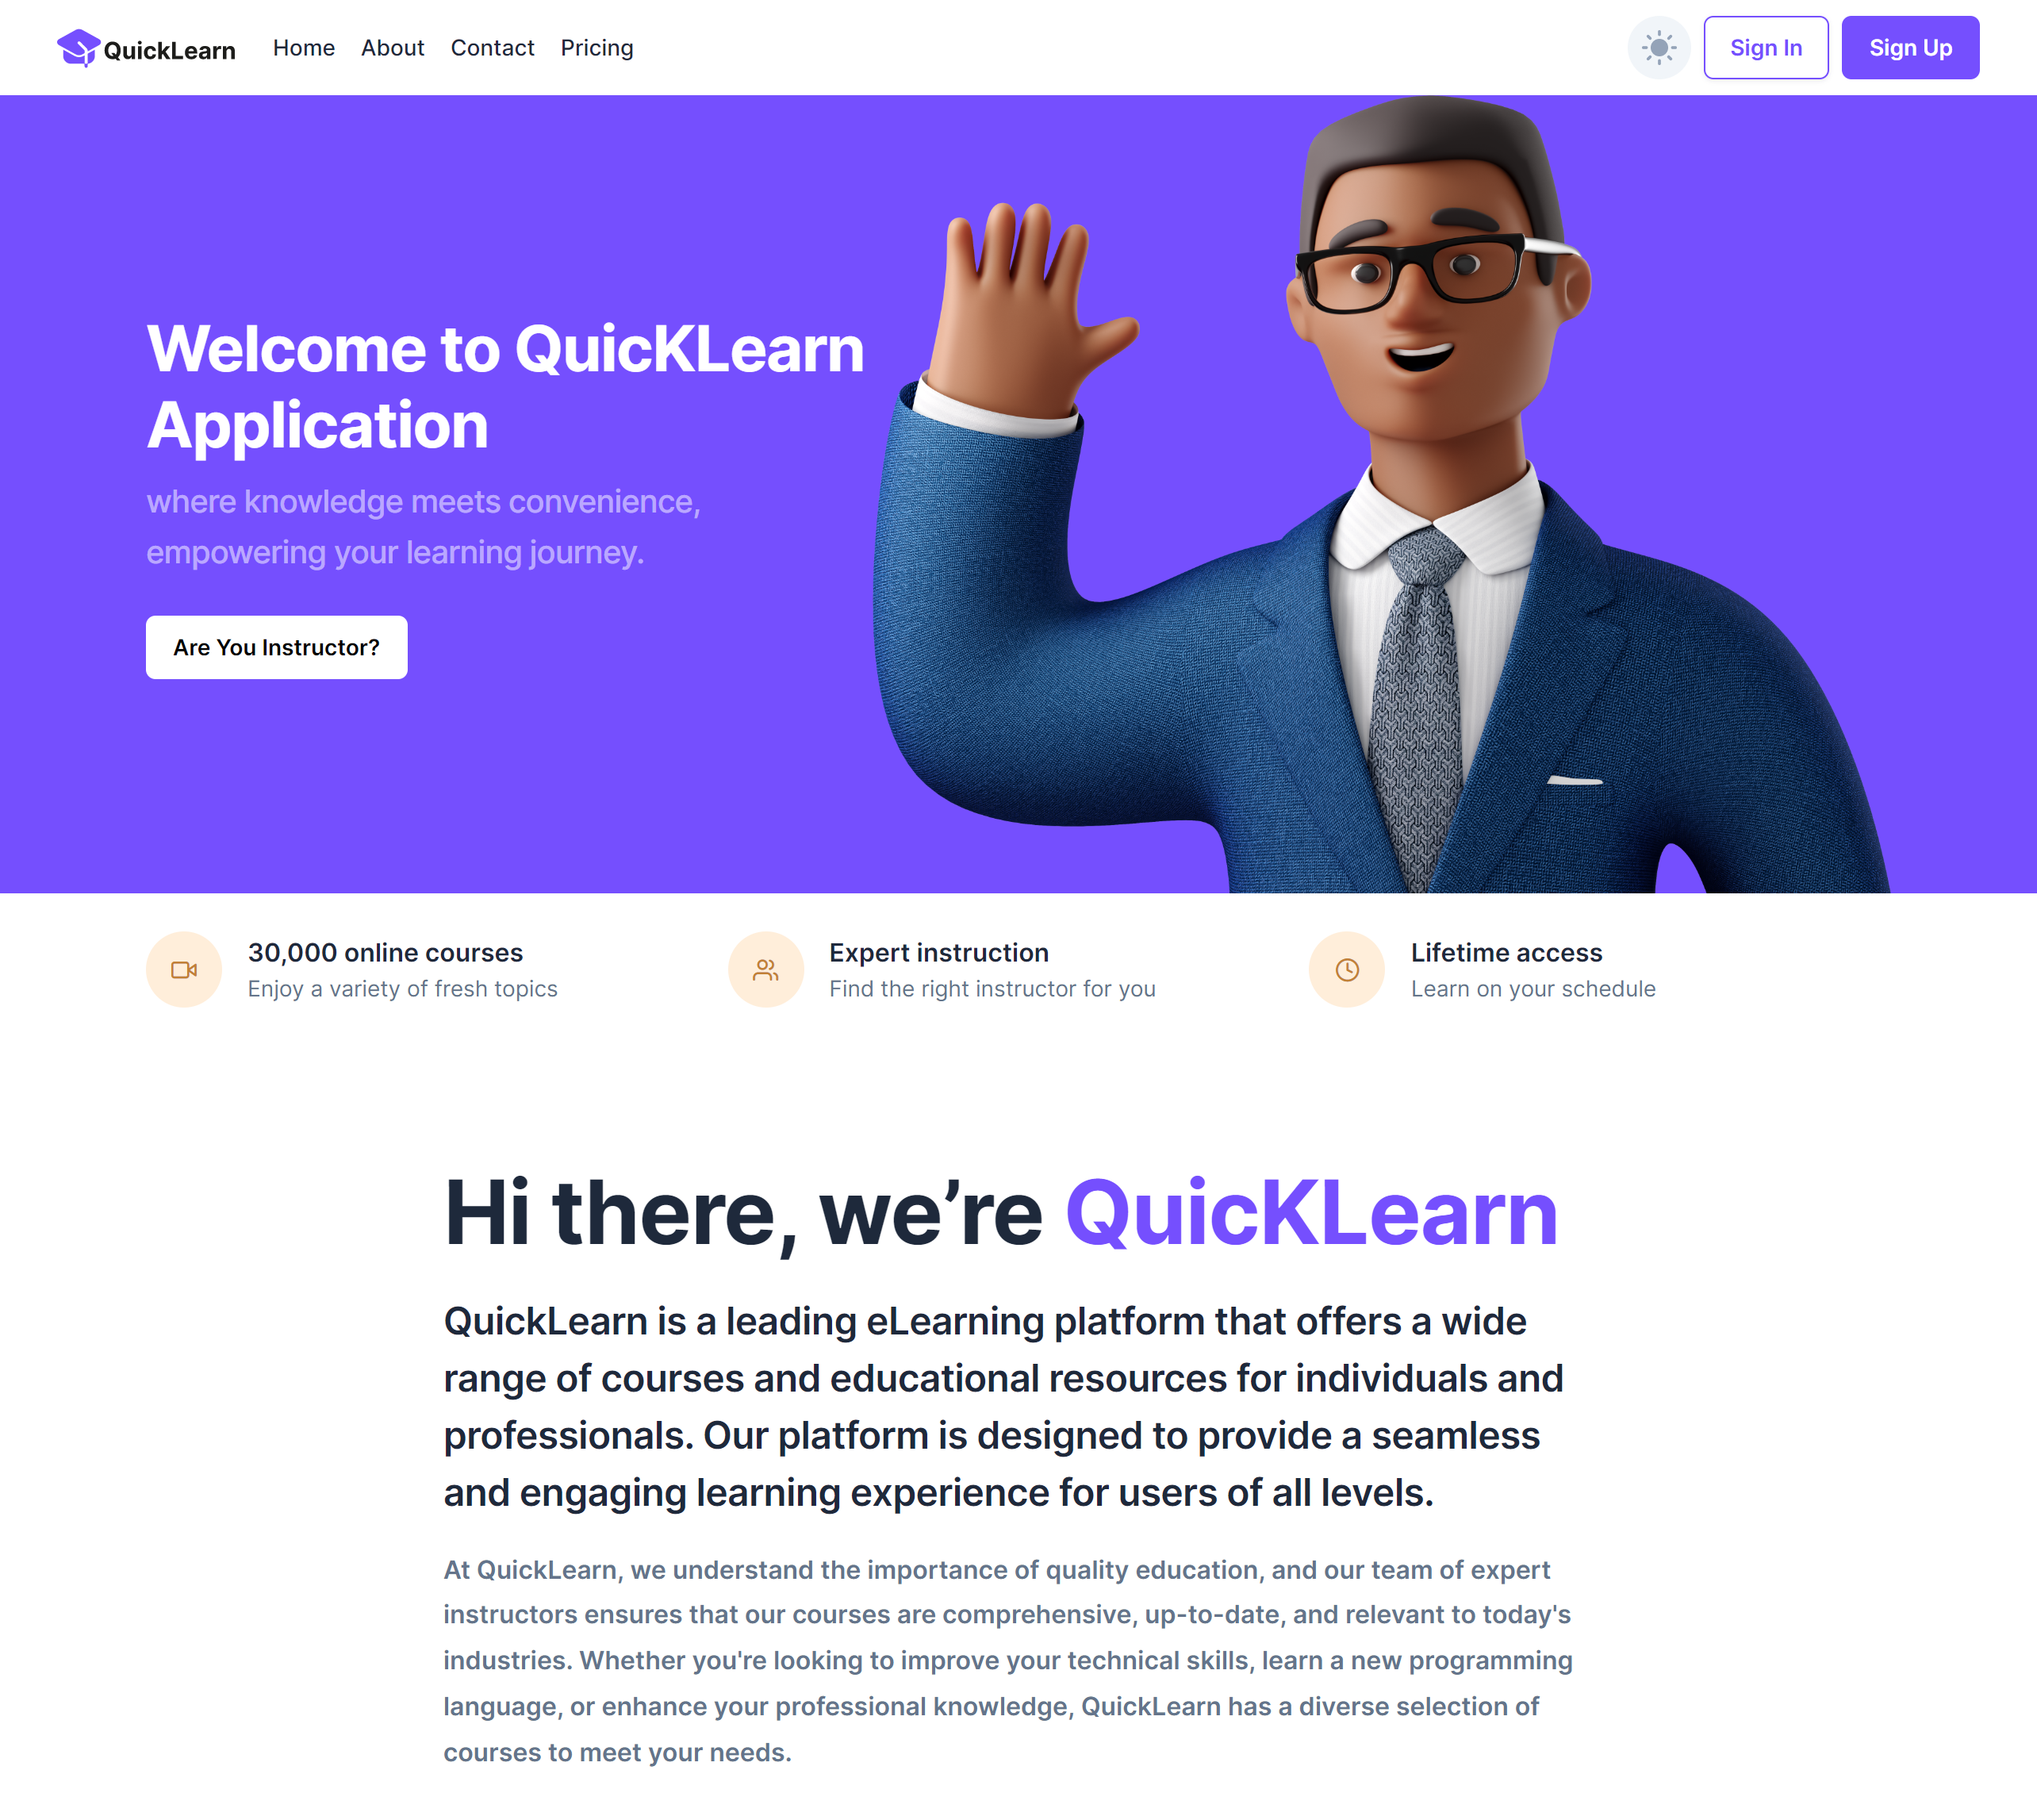 QuickLearn
Home About Contact Pricing
Sign In
Sign Up
Welcome to QuicKLearn
Application
where knowledge meets convenience,
empowering your learning journey.
Are You Instructor?
30,000 online courses
Enjoy a variety of fresh topics
Expert instruction
Find the right instructor for you
Lifetime access
Learn on your schedule
Hi there, we’re QuicKLearn
QuickLearn is a leading eLearning platform that offers a wide
range of courses and educational resources for individuals and
professionals. Our platform is designed to provide a seamless
and engaging learning experience for users of all levels.
At QuickLearn, we understand the importance of quality education, and our team of expert
instructors ensures that our courses are comprehensive, up-to-date, and relevant to today's
industries. Whether you're looking to improve your technical skills, learn a new programming
language, or enhance your professional knowledge, QuickLearn has a diverse selection of
courses to meet your needs.